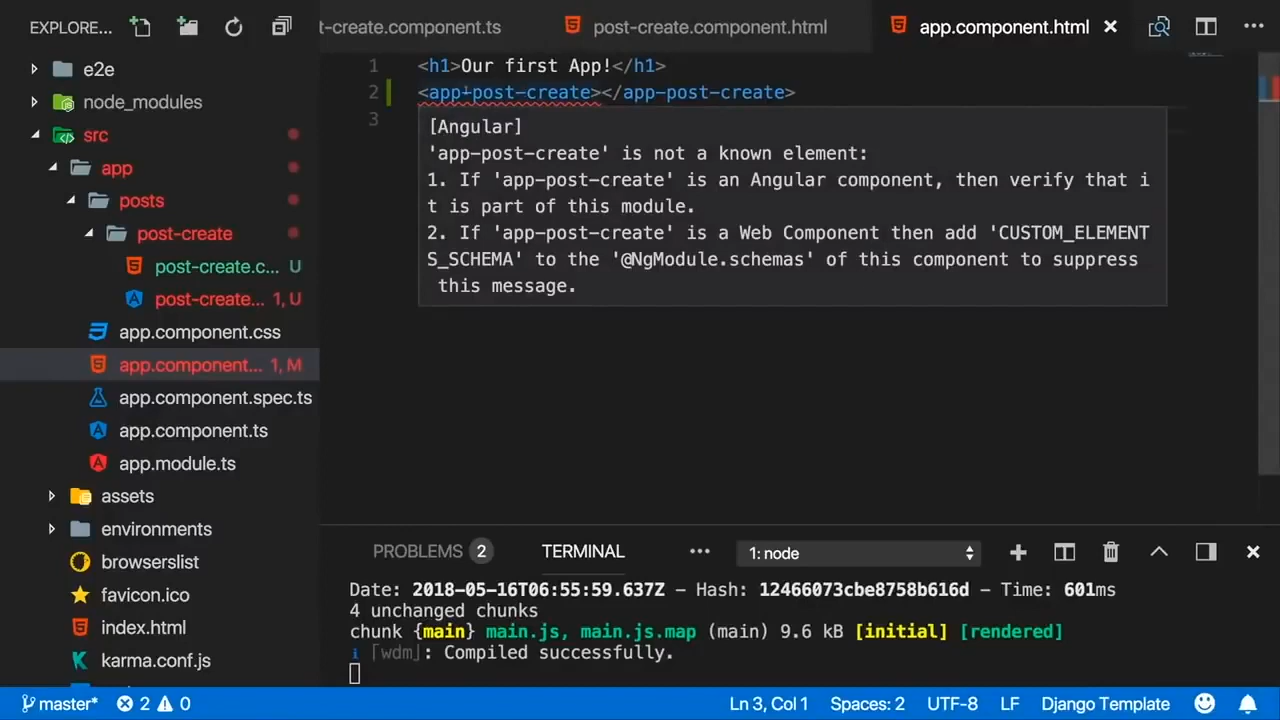 EXPLORE...
t-create.component.ts
post-create.component.html
app.component.html
e2e
node_modules
src
app
posts
post-create
post-create.c... U
post-create... 1, U
app.component.css
app.component... 1, M
app.component.spec.ts
app.component.ts
app.module.ts
assets
environments
browserslist
favicon.ico
index.html
karma.conf.js
1 <h1>Our first App!</h1>
2 <app-post-create></app-post-create>
3
[Angular]
'app-post-create' is not a known element:
1. If 'app-post-create' is an Angular component, then verify that i
t is part of this module.
2. If 'app-post-create' is a Web Component then add 'CUSTOM_ELEMENT
S_SCHEMA' to the '@NgModule.schemas' of this component to suppress
this message.
PROBLEMS 2 TERMINAL ... 1: node
Date: 2018-05-16T06:55:59.637Z - Hash: 12466073cbe8758b616d - Time: 601ms
4 unchanged chunks
chunk {main} main.js, main.js.map (main) 9.6 kB [initial] [rendered]
i ｢wdm｣: Compiled successfully.
master* 2 0 Ln 3, Col 1 Spaces: 2 UTF-8 LF Django Template